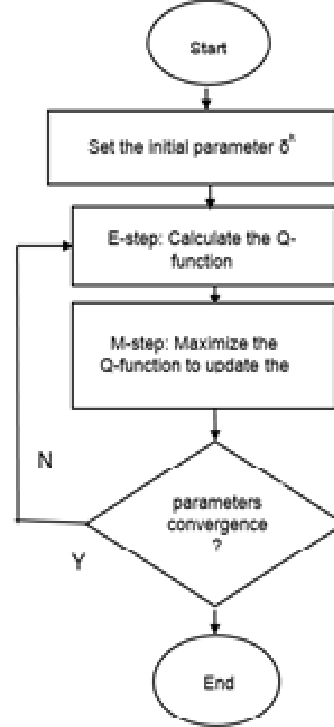 Start
Set the initial parameter δⁿ
E-step: Calculate the Q-
function
M-step: Maximize the
Q-function to update the
N
parameters
convergence
?
Y
End